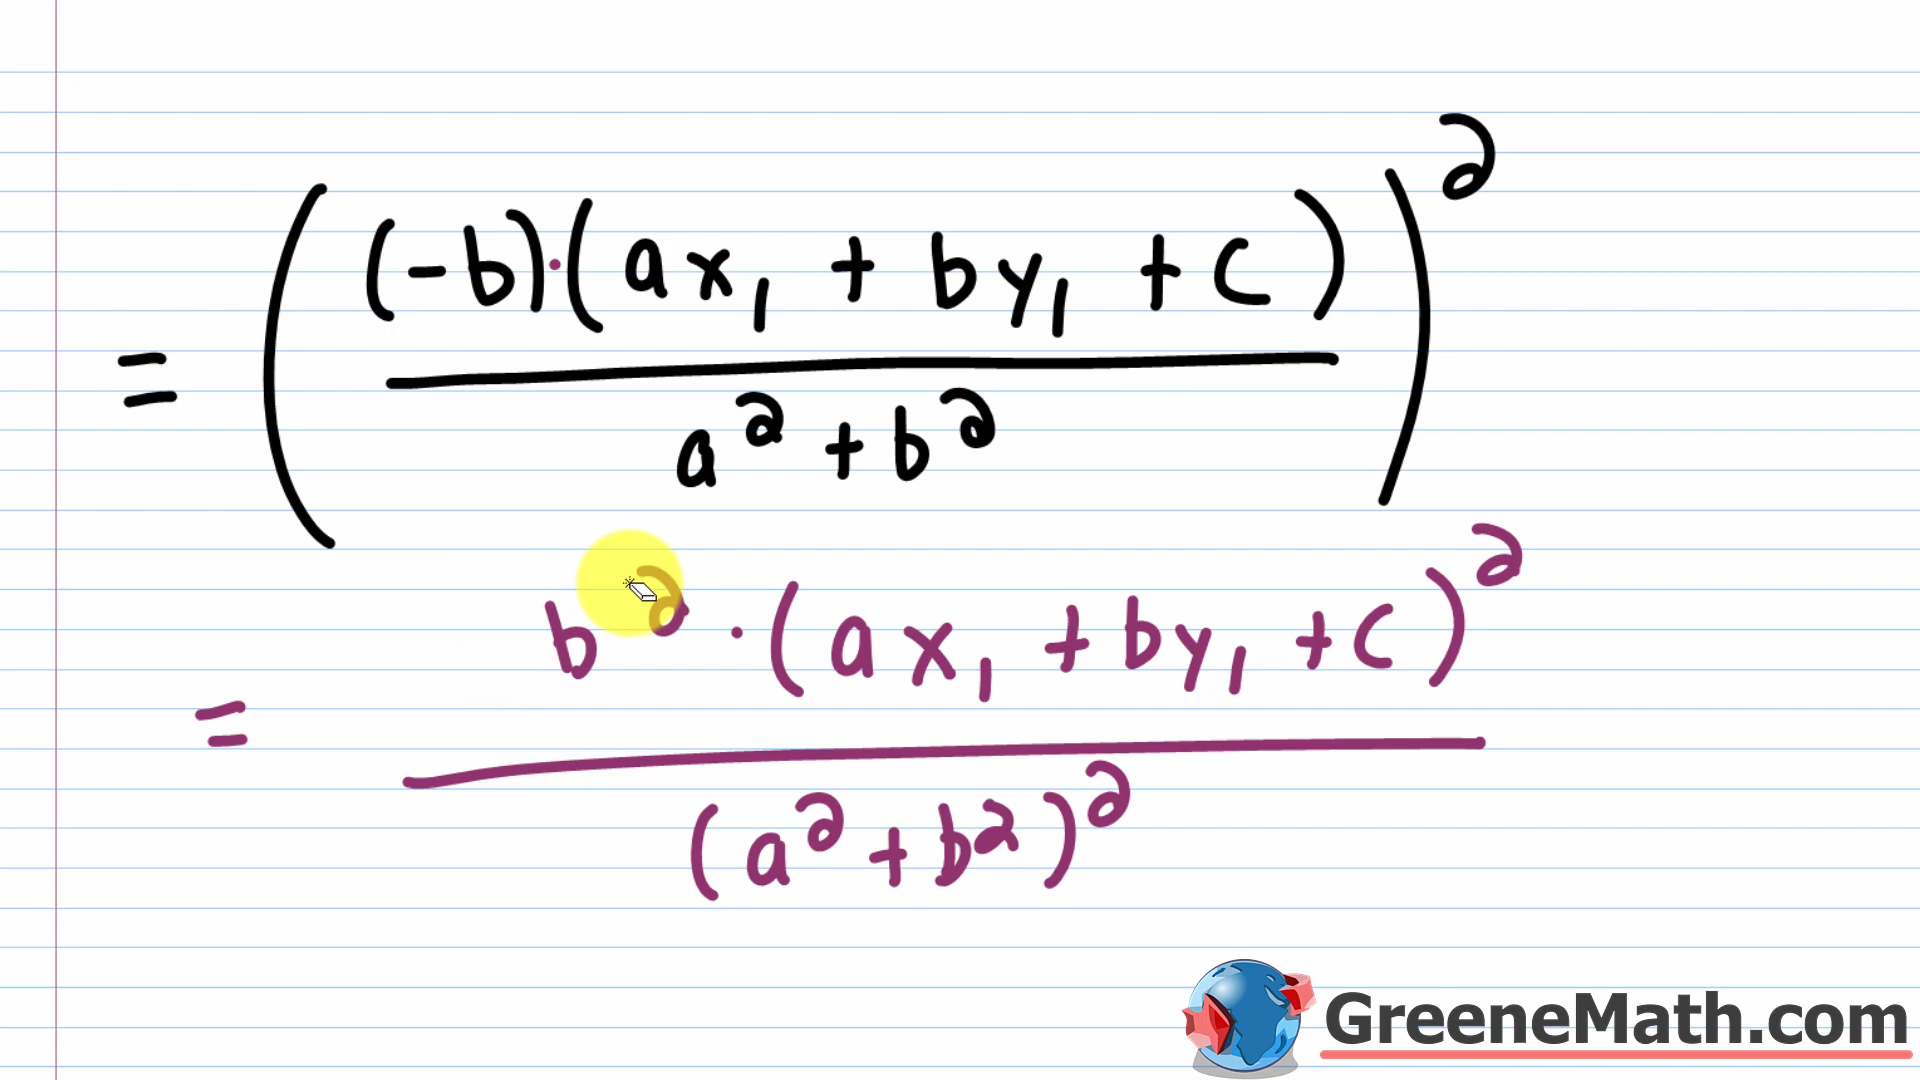 = ( (-b)·(ax₁ + by₁ + c) / a² + b² )²
= b² · (ax₁ + by₁ + c)² / (a² + b²)²
GreeneMath.com